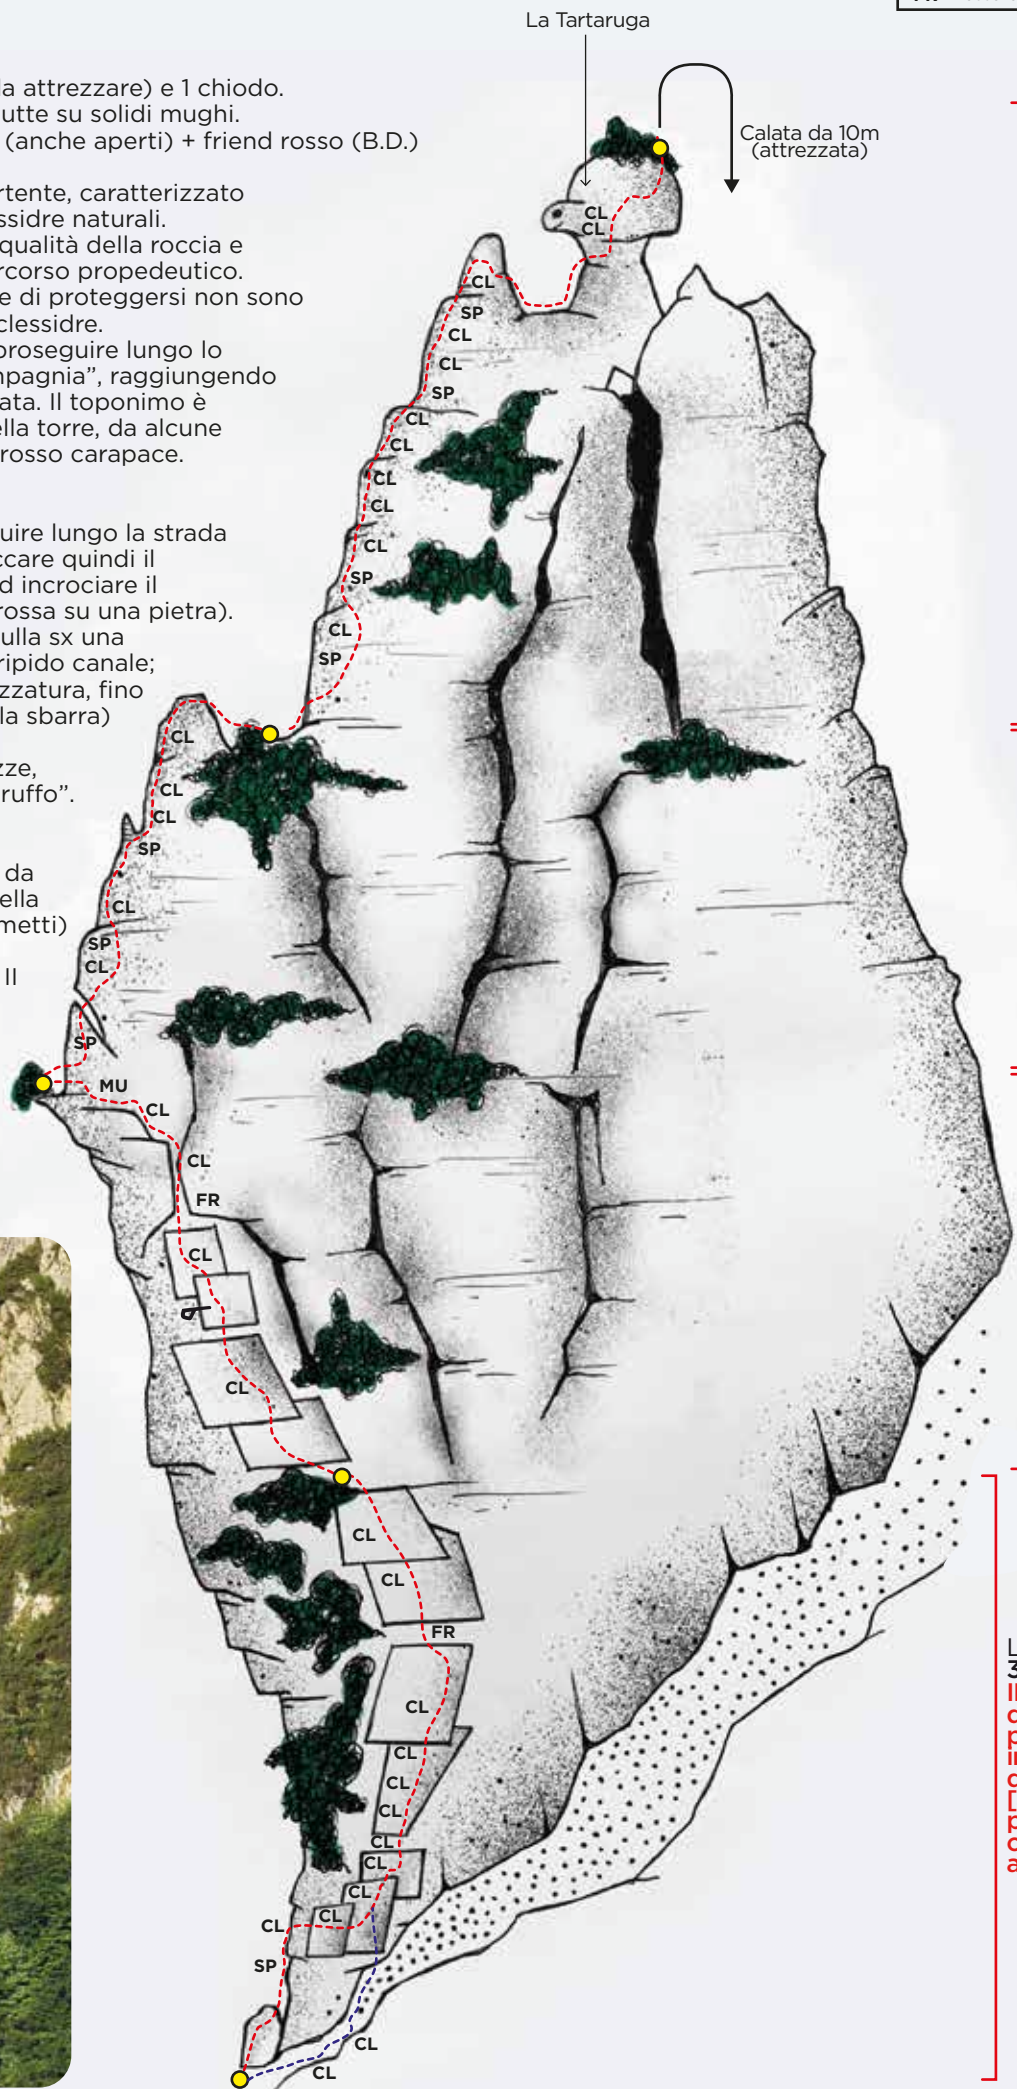 La Tartaruga
la attrezzare) e 1 chiodo.
utte su solidi mughi.
(anche aperti) + friend rosso (B.D.)
Calata da 10m
(attrezzata)
rtente, caratterizzato
ssidre naturali.
qualità della roccia e
rcorso propedeutico.
e di proteggersi non sono
clessidre.
proseguire lungo lo
mpagnia”, raggiungendo
ata. Il toponimo è
ella torre, da alcune
rosso carapace.
uire lungo la strada
ccare quindi il
d incrociare il
rossa su una pietra).
ulla sx una
ripido canale;
zzatura, fino
la sbarra)
zze,
ruffo”.
da
ella
metti)
Il
CL
CL
CL
SP
CL
CL
SP
CL
CL
CL
CL
CL
SP
CL
SP
CL
CL
CL
SP
CL
SP
CL
SP
MU
CL
CL
FR
CL
CL
CL
CL
FR
CL
CL
CL
CL
CL
CL
CL
CL
CL
SP
CL
CL